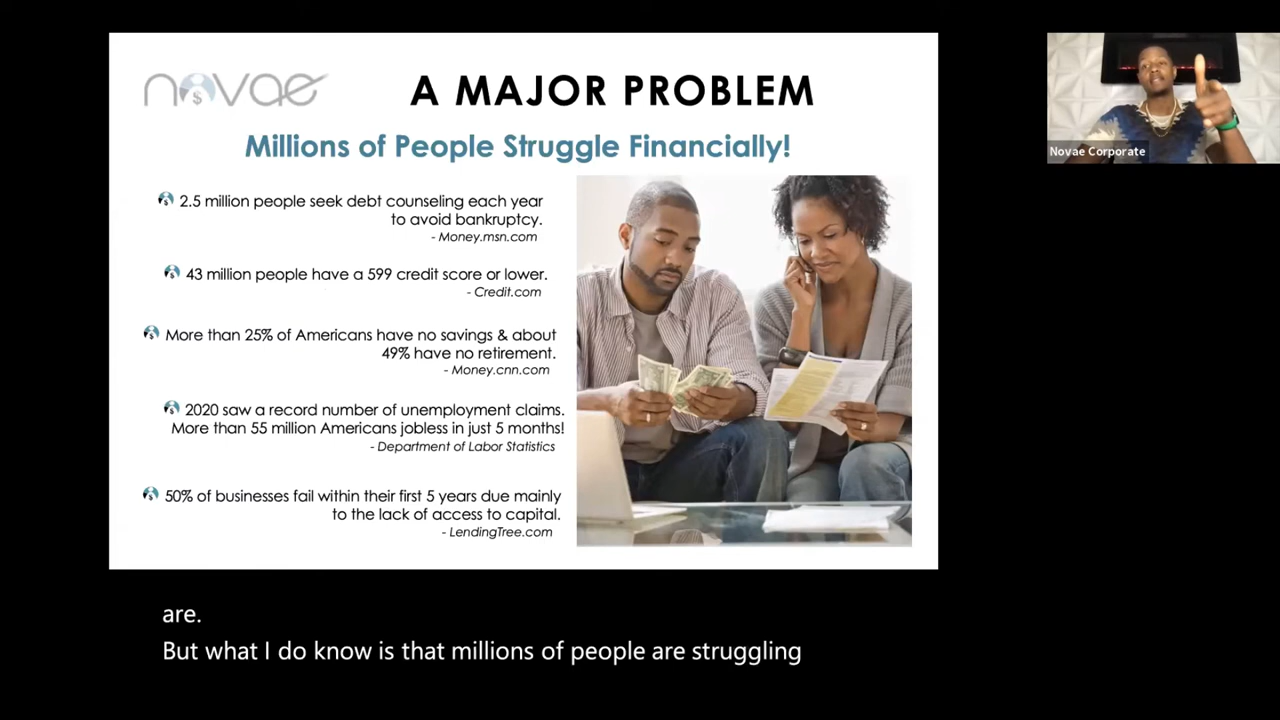 novae
$
A MAJOR PROBLEM
Millions of People Struggle Financially!
2.5 million people seek debt counseling each year
to avoid bankruptcy.
- Money.msn.com
43 million people have a 599 credit score or lower.
- Credit.com
More than 25% of Americans have no savings & about
49% have no retirement.
- Money.cnn.com
2020 saw a record number of unemployment claims.
More than 55 million Americans jobless in just 5 months!
- Department of Labor Statistics
50% of businesses fail within their first 5 years due mainly
to the lack of access to capital.
- LendingTree.com
Novae Corporate
are.
But what I do know is that millions of people are struggling